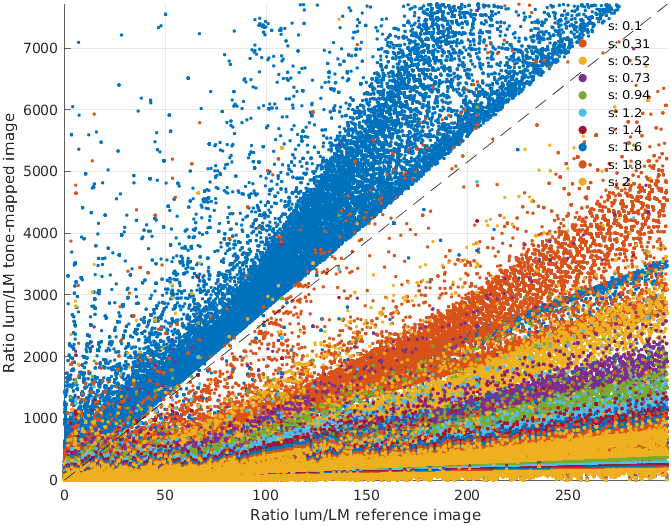 7000
6000
5000
4000
3000
2000
1000
0
0
50
100
150
200
250
Ratio lum/LM tone-mapped image
Ratio lum/LM reference image
s: 0.1
s: 0.31
s: 0.52
s: 0.73
s: 0.94
s: 1.2
s: 1.4
s: 1.6
s: 1.8
s: 2